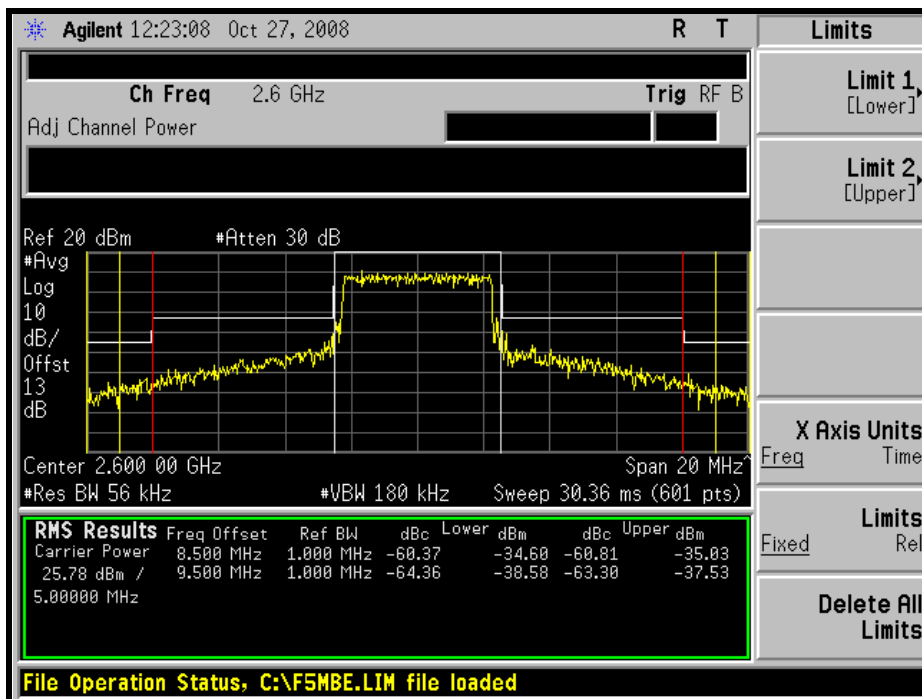 Agilent 12:23:08 Oct 27, 2008 R T
Limits
Ch Freq 2.6 GHz Trig RF B
Adj Channel Power
Limit 1
[Lower]
Limit 2
[Upper]
Ref 20 dBm #Atten 30 dB
#Avg
Log
10
dB/
Offst
13
dB
Center 2.600 00 GHz Span 20 MHz^
#Res BW 56 kHz #VBW 180 kHz Sweep 30.36 ms (601 pts)
X Axis Units
Freq Time
RMS Results Freq Offset Ref BW dBc Lower dBm dBc Upper dBm
Carrier Power 8.500 MHz 1.000 MHz -60.37 -34.60 -60.81 -35.03
25.78 dBm / 9.500 MHz 1.000 MHz -64.36 -38.58 -63.30 -37.53
5.00000 MHz
Limits
Fixed Rel
Delete All
Limits
File Operation Status, C:\F5MBE.LIM file loaded